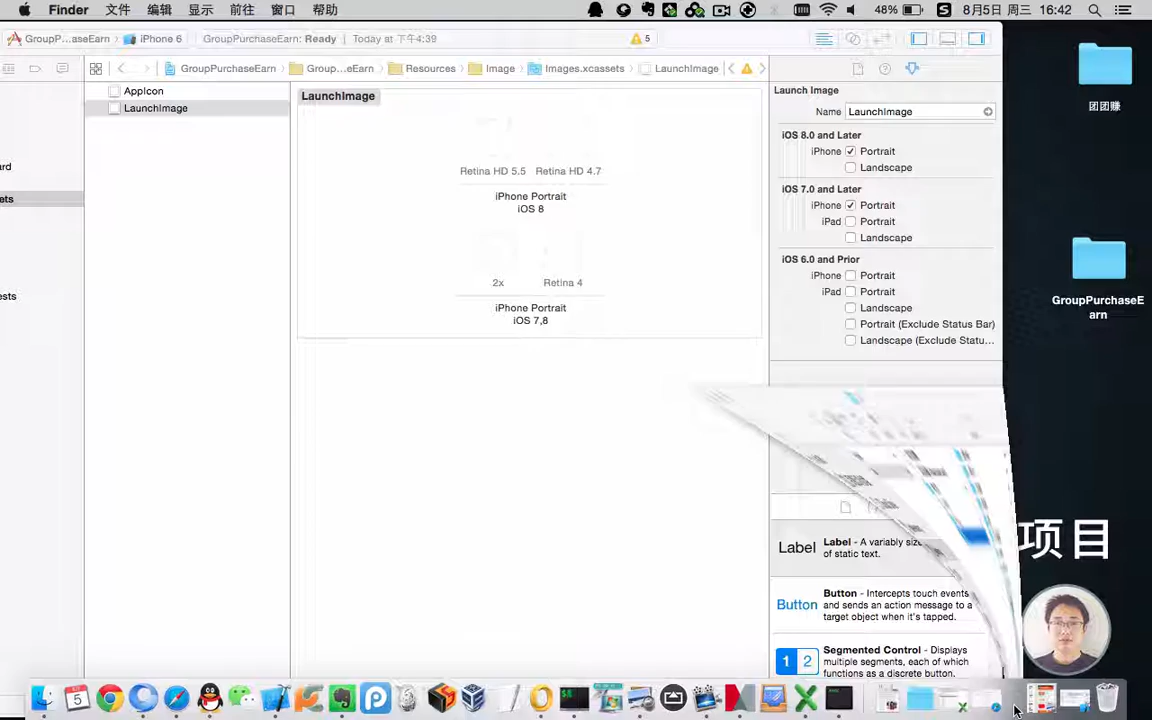 Finder 文件 编辑 显示 前往 窗口 帮助 48% 8月5日 周三 16:42
GroupP...aseEarn iPhone 6 GroupPurchaseEarn: Ready Today at 下午4:39 5
GroupPurchaseEarn Group...eEarn Resources Image Images.xcassets LaunchImage
AppIcon
LaunchImage
rd
ets
ests
LaunchImage
Retina HD 5.5 Retina HD 4.7
iPhone Portrait
iOS 8
2x Retina 4
iPhone Portrait
iOS 7,8
Launch Image
Name LaunchImage
iOS 8.0 and Later
iPhone Portrait
Landscape
iOS 7.0 and Later
iPhone Portrait
iPad Portrait
Landscape
iOS 6.0 and Prior
iPhone Portrait
iPad Portrait
Landscape
Portrait (Exclude Status Bar)
Landscape (Exclude Statu...
Label Label - A variably size
of static text.
Button Button - Intercepts touch events
and sends an action message to a
target object when it's tapped.
1 2 Segmented Control - Displays
multiple segments, each of which
functions as a discrete button.
团团赚
GroupPurchaseE
arn
项目
5